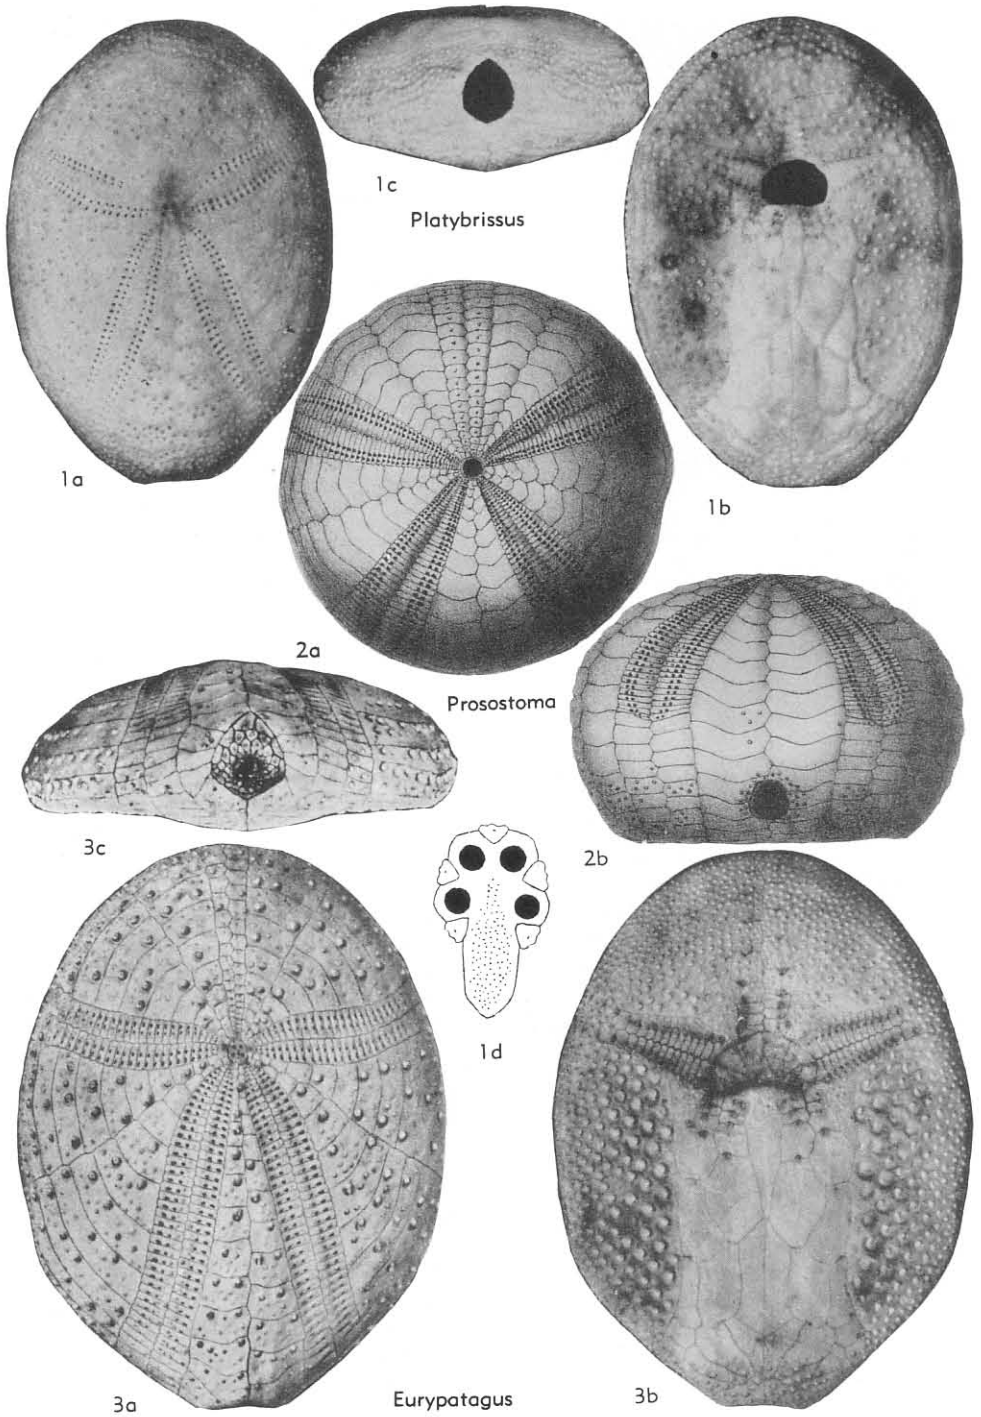 1c
Platybrissus
1a
1b
2a
Prosostoma
3c
2b
1d
3a
Eurypatagus
3b